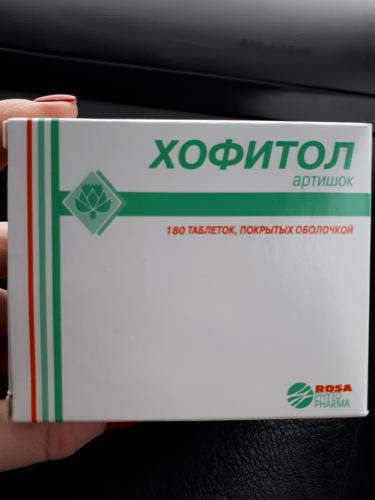 ХОФИТОЛ
артишок
180 ТАБЛЕТОК, ПОКРЫТЫХ ОБОЛОЧКОЙ
ROSA
PHYTO
PHARMA